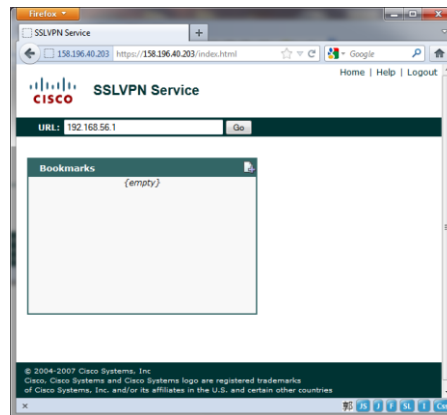 Firefox
SSLVPN Service
158.196.40.203 https://158.196.40.203/index.html Google
Home | Help | Logout
CISCO SSLVPN Service
URL: 192.168.56.1 Go
Bookmarks
{empty}
© 2004-2007 Cisco Systems, Inc
Cisco, Cisco Systems and Cisco Systems logo are registered trademarks
of Cisco Systems, Inc. and/or its affiliates in the U.S. and certain other countries
JS J F SL